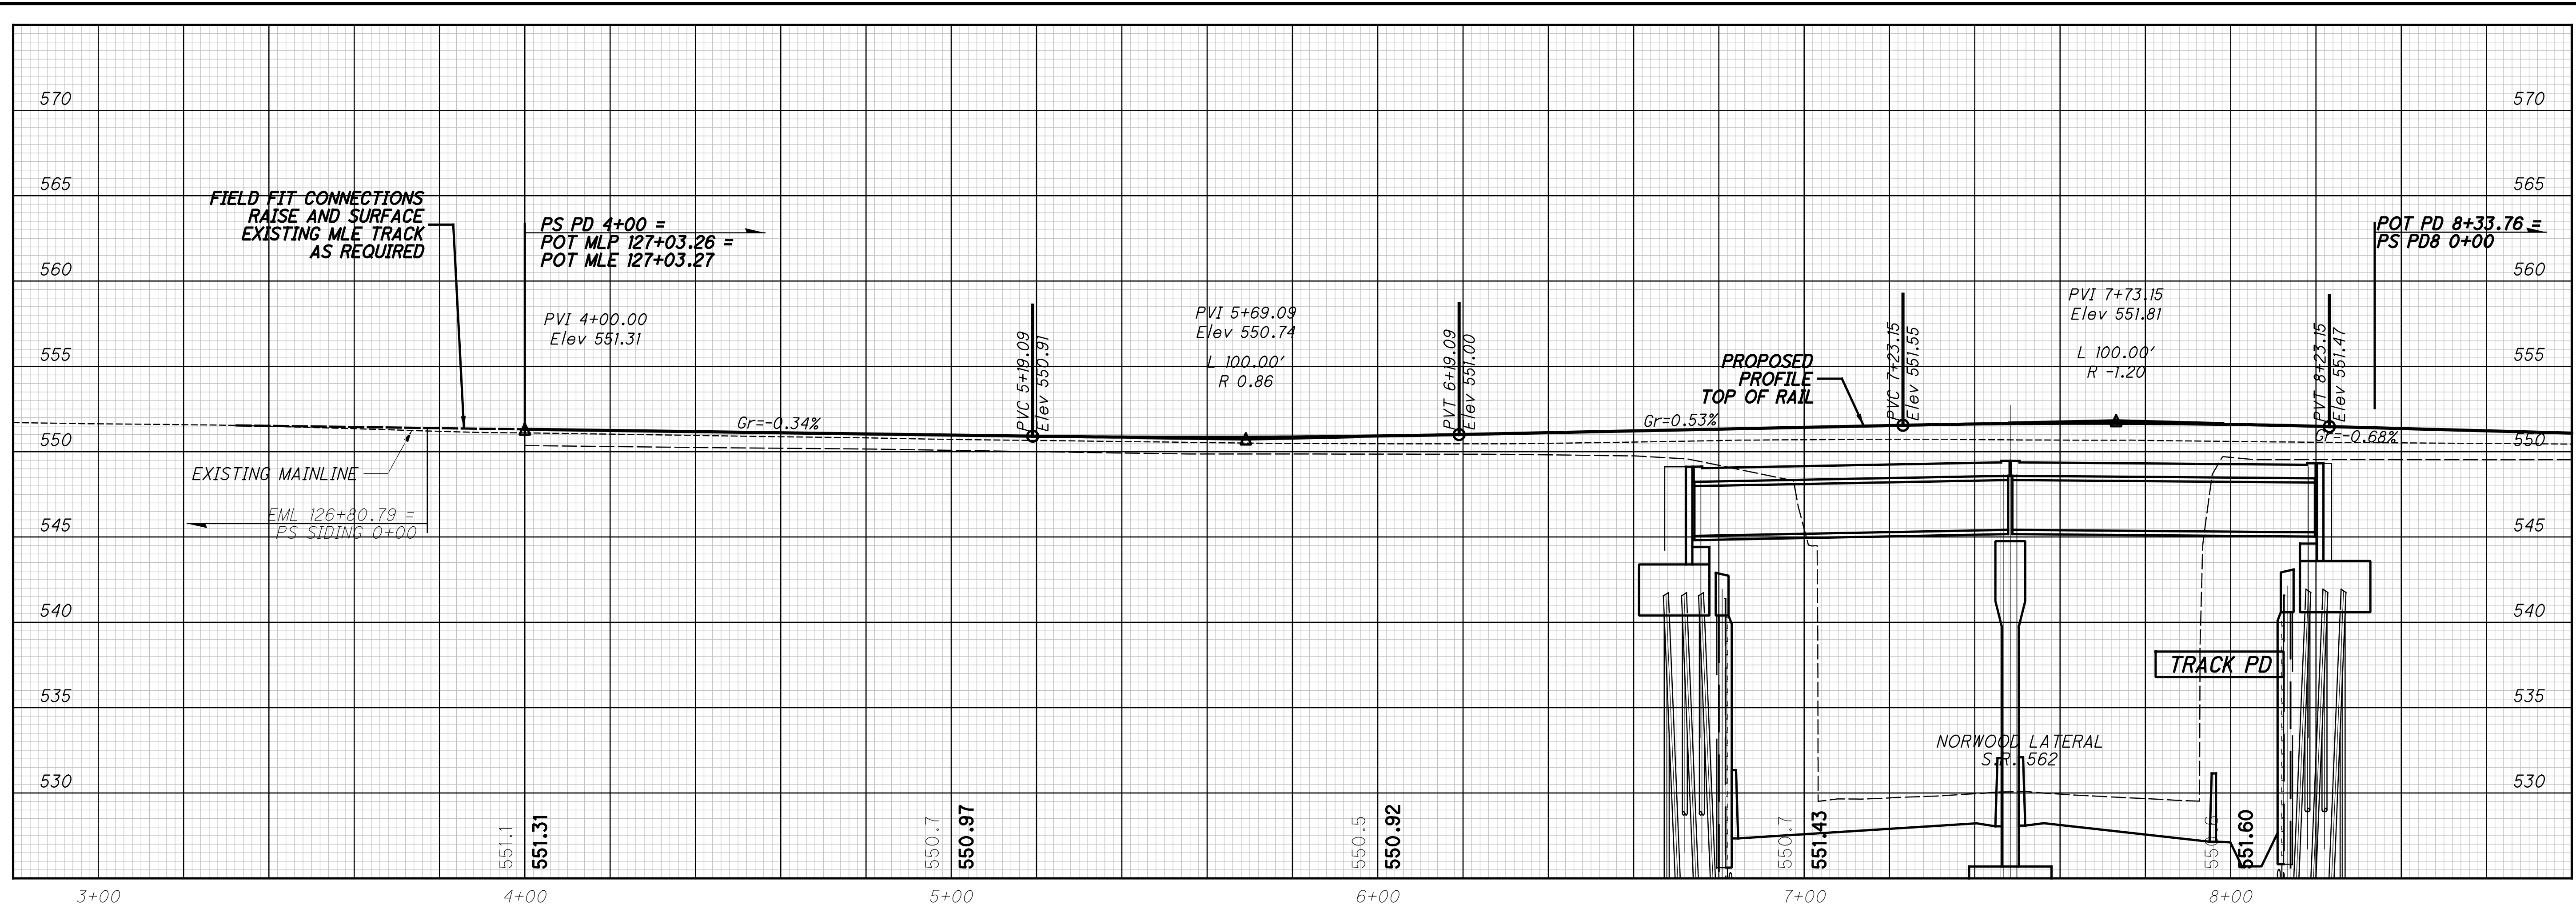 570
570
565
565
FIELD FIT CONNECTIONS
RAISE AND SURFACE
EXISTING MLE TRACK
AS REQUIRED
PS PD 4+00 =
POT MLP 127+03.26 =
POT MLE 127+03.27
POT PD 8+33.76 =
PS PD8 0+00
560
560
PVI 4+00.00
Elev 551.31
PVC 5+19.09
Elev 550.91
PVI 5+69.09
Elev 550.74
L 100.00'
R 0.86
PVT 6+19.09
Elev 551.00
PROPOSED
PROFILE
TOP OF RAIL
PVC 7+23.15
Elev 551.55
PVI 7+73.15
Elev 551.81
L 100.00'
R -1.20
PVT 8+23.15
Elev 551.47
555
555
Gr=-0.34%
Gr=0.53%
Gr=-0.68%
550
550
EXISTING MAINLINE
EML 126+80.79 =
PS SIDING 0+00
545
545
540
540
TRACK PD
535
535
NORWOOD LATERAL
S.R. 562
530
530
551.1
551.31
550.7
550.97
550.5
550.92
550.7
551.43
550.6
551.60
3+00
4+00
5+00
6+00
7+00
8+00